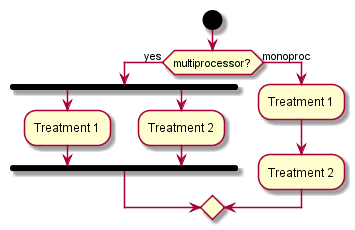 yes
multiprocessor?
monoproc
Treatment 1
Treatment 2
Treatment 1
Treatment 2